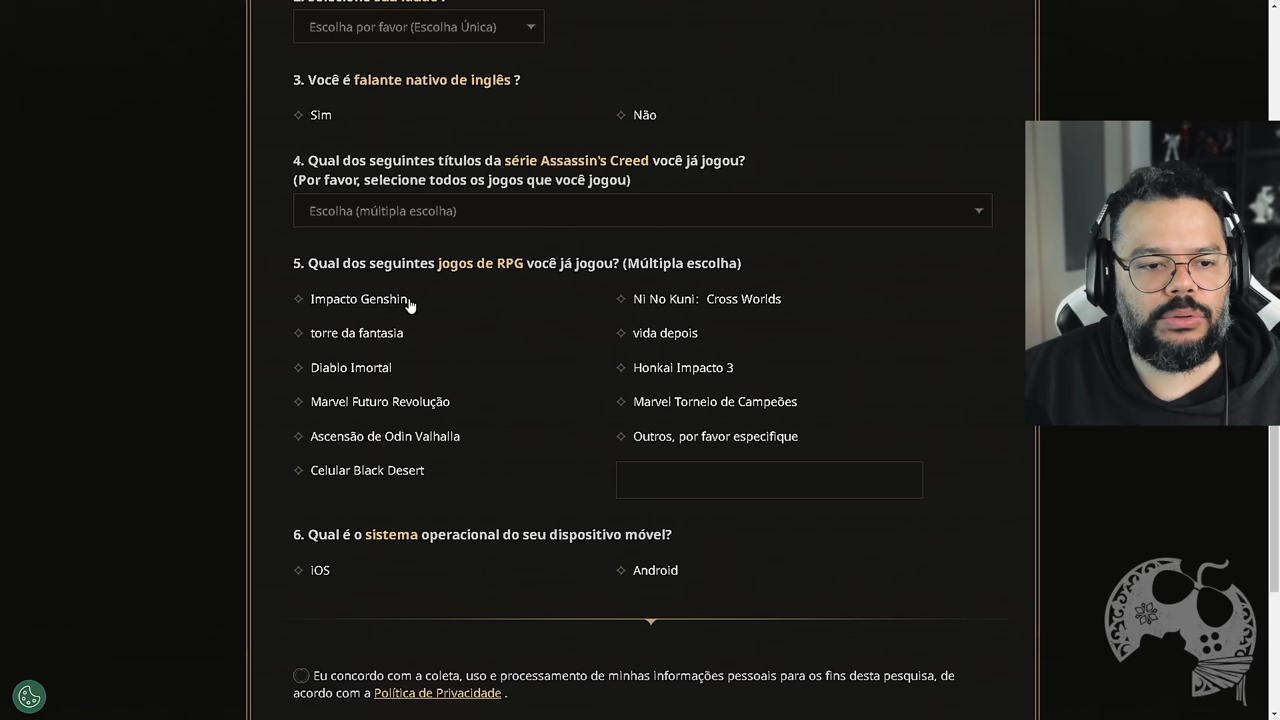 Escolha por favor (Escolha Única)
3. Você é falante nativo de inglês ?
Sim
Não
4. Qual dos seguintes títulos da série Assassin's Creed você já jogou?
(Por favor, selecione todos os jogos que você jogou)
Escolha (múltipla escolha)
5. Qual dos seguintes jogos de RPG você já jogou? (Múltipla escolha)
Impacto Genshin
Ni No Kuni: Cross Worlds
torre da fantasia
vida depois
Diablo Imortal
Honkai Impacto 3
Marvel Futuro Revolução
Marvel Torneio de Campeões
Ascensão de Odin Valhalla
Outros, por favor especifique
Celular Black Desert
6. Qual é o sistema operacional do seu dispositivo móvel?
iOS
Android
Eu concordo com a coleta, uso e processamento de minhas informações pessoais para os fins desta pesquisa, de
acordo com a Política de Privacidade .